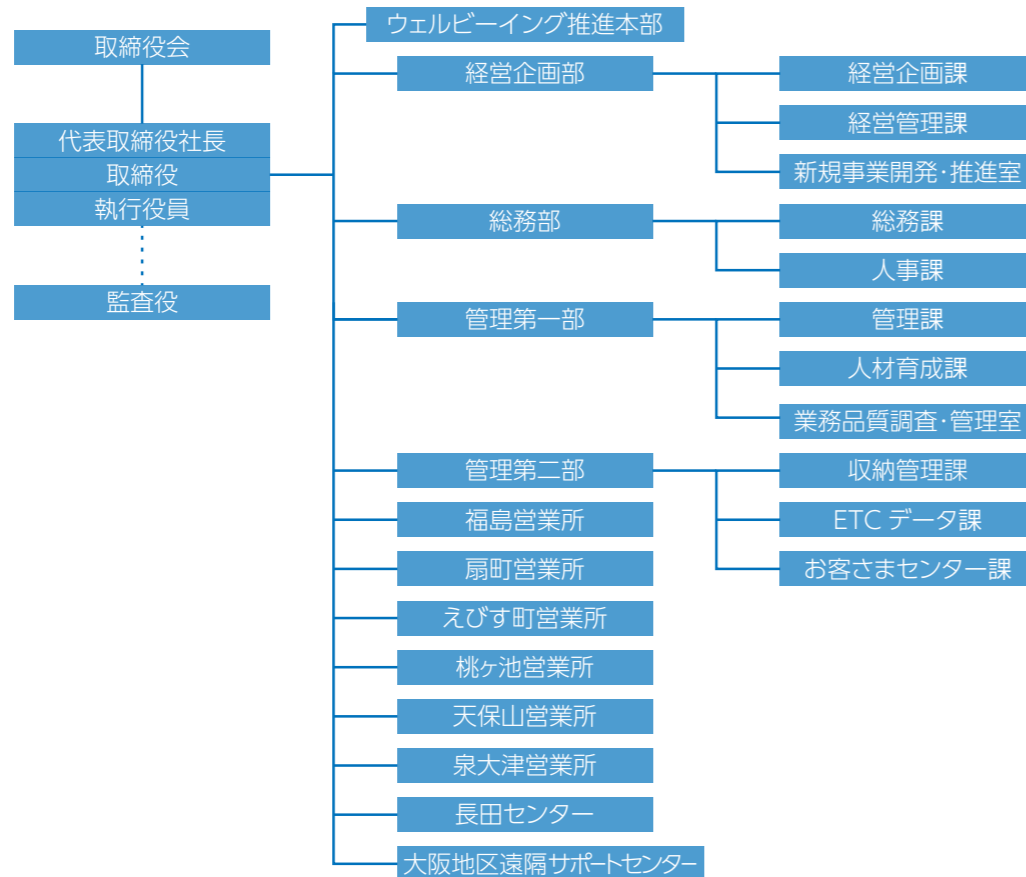 取締役会
代表取締役社長
取締役
執行役員
監査役
ウェルビーイング推進本部
経営企画部
経営企画課
経営管理課
新規事業開発・推進室
総務部
総務課
人事課
管理第一部
管理課
人材育成課
業務品質調査・管理室
管理第二部
収納管理課
ETC データ課
お客さまセンター課
福島営業所
扇町営業所
えびす町営業所
桃ヶ池営業所
天保山営業所
泉大津営業所
長田センター
大阪地区遠隔サポートセンター